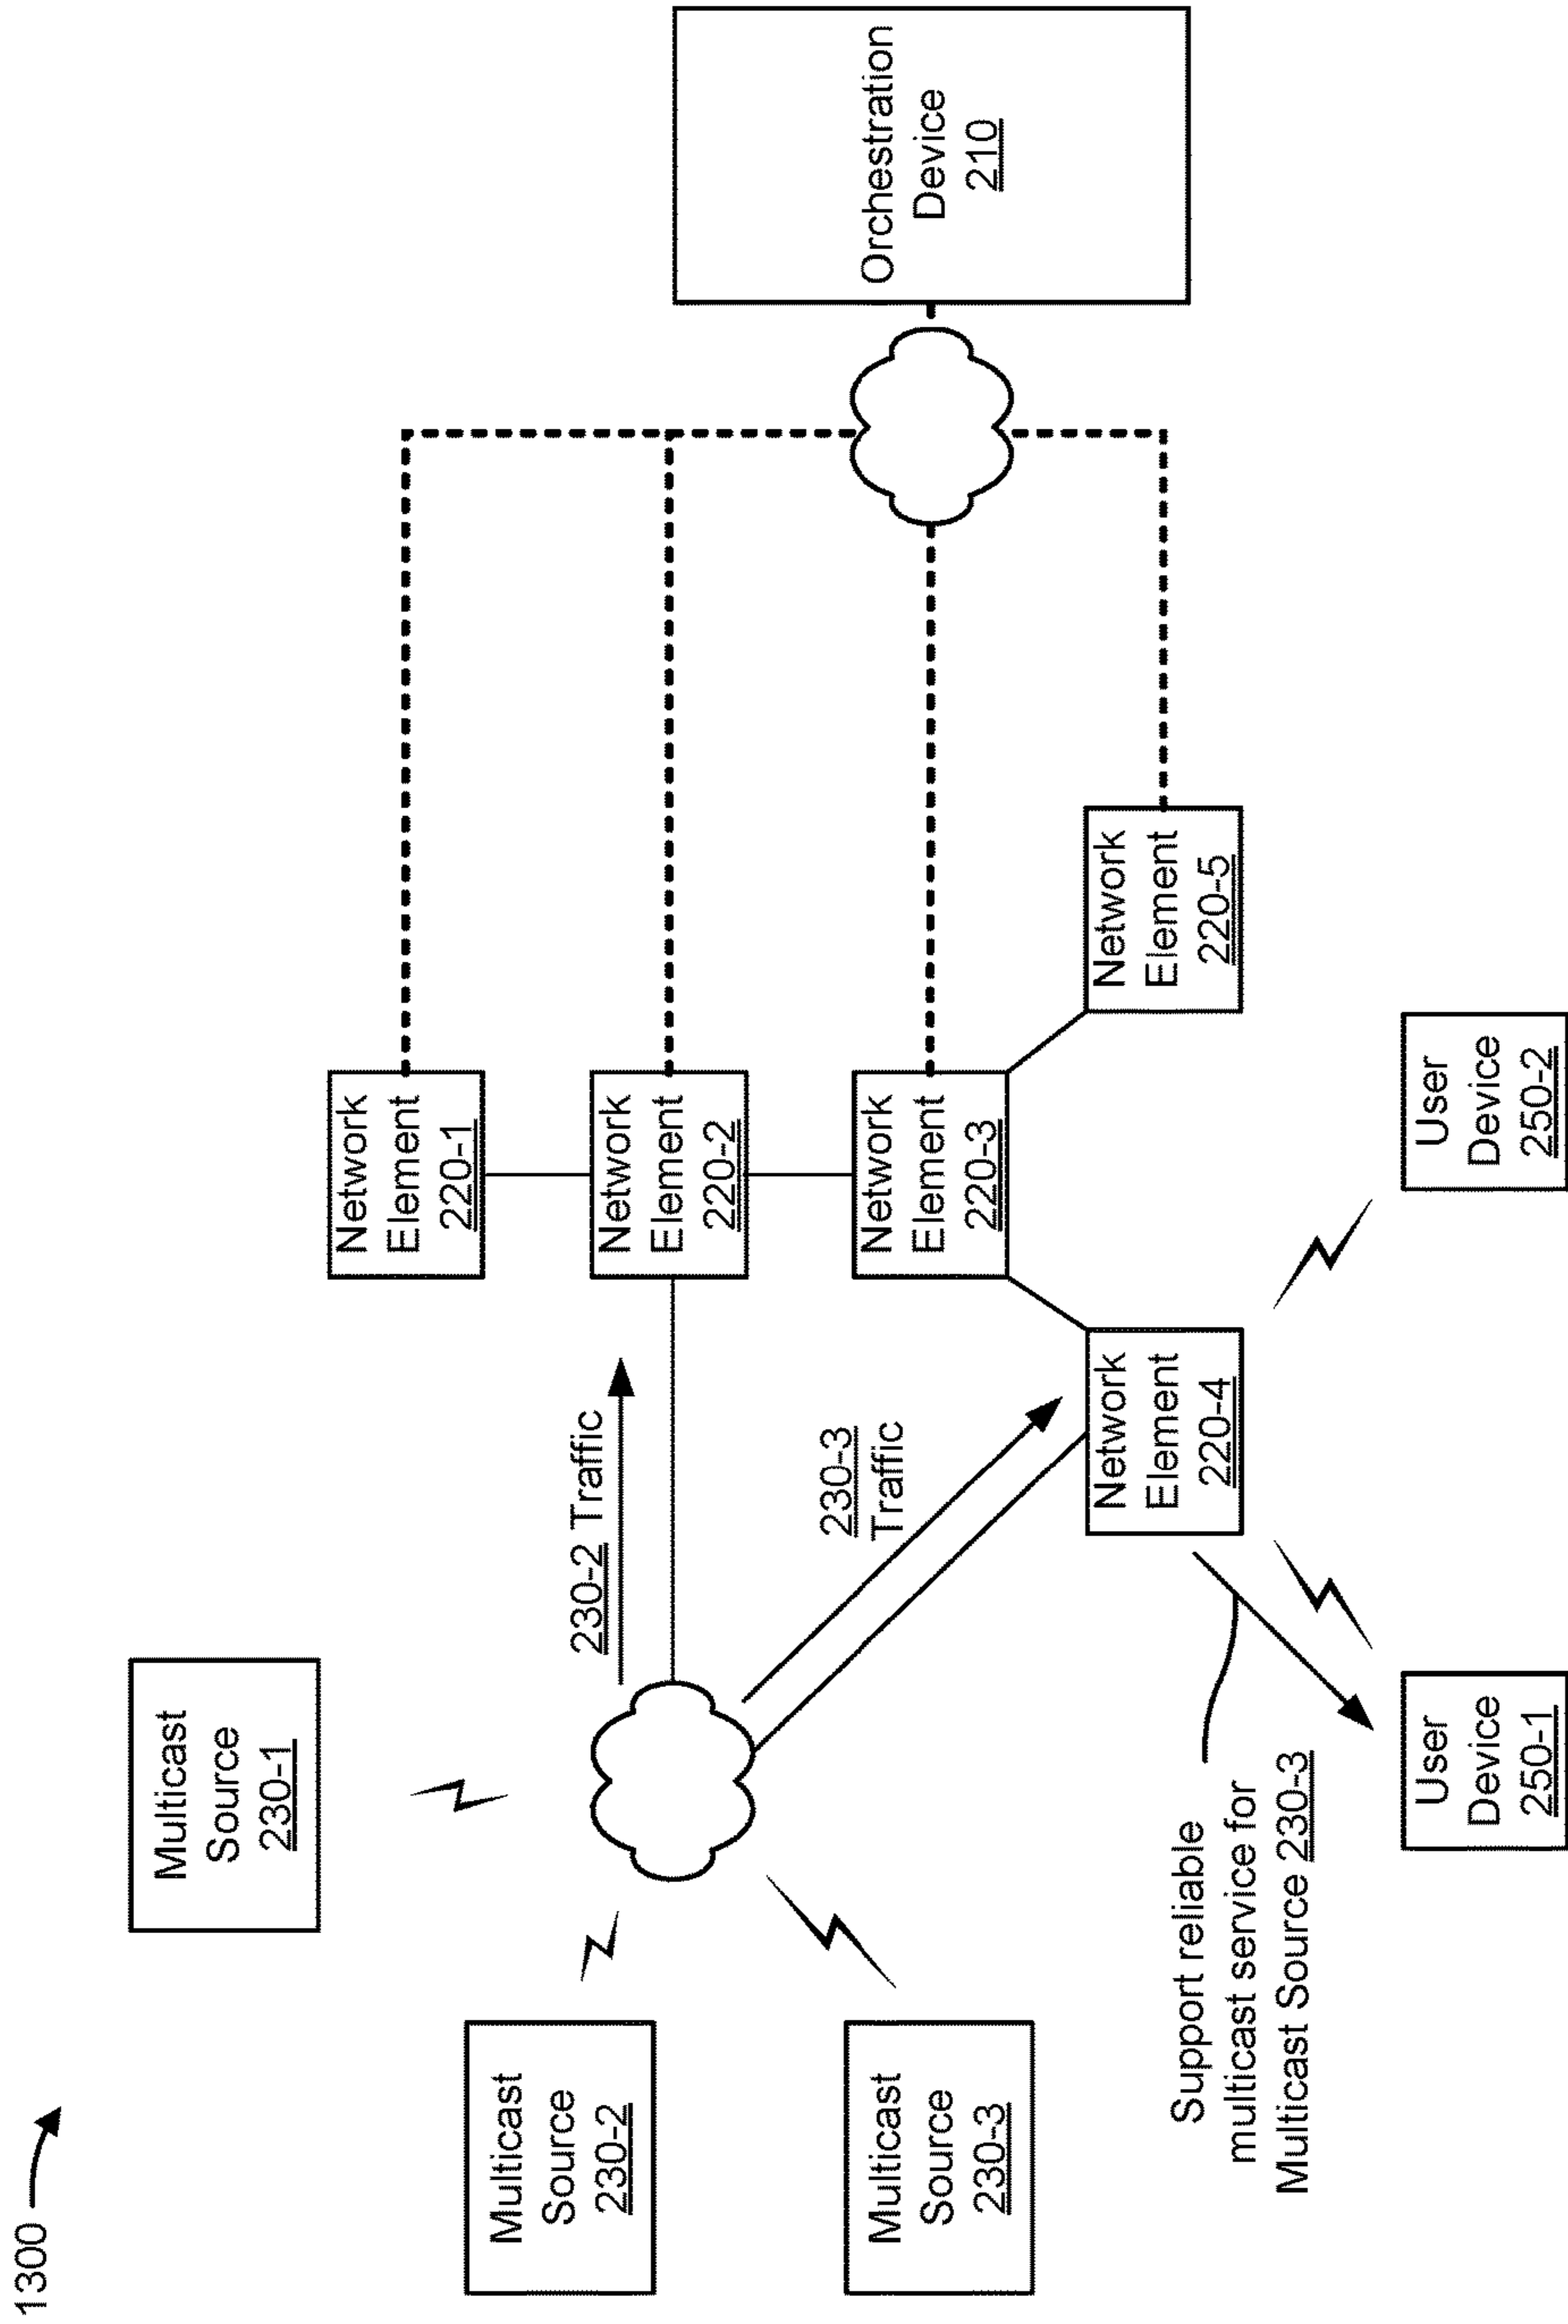 1300
Multicast
Source
230-1
Multicast
Source
230-2
Multicast
Source
230-3
230-2 Traffic
230-3
Traffic
Support reliable
multicast service for
Multicast Source 230-3
Network
Element
220-1
Network
Element
220-2
Network
Element
220-3
Network
Element
220-4
Network
Element
220-5
User
Device
250-1
User
Device
250-2
Orchestration
Device
210